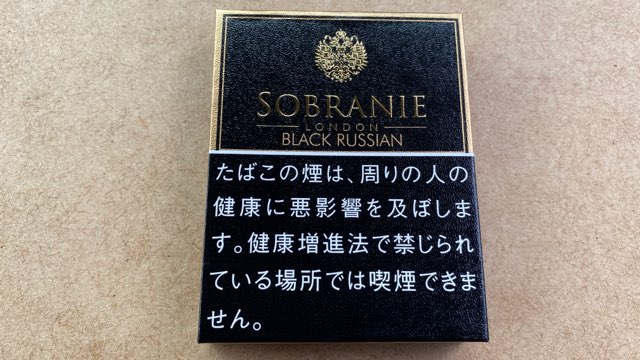 SOBRANIE
LONDON
BLACK RUSSIAN
たばこの煙は、周りの人の
健康に悪影響を及ぼしま
す。健康増進法で禁じられ
ている場所では喫煙できま
せん。